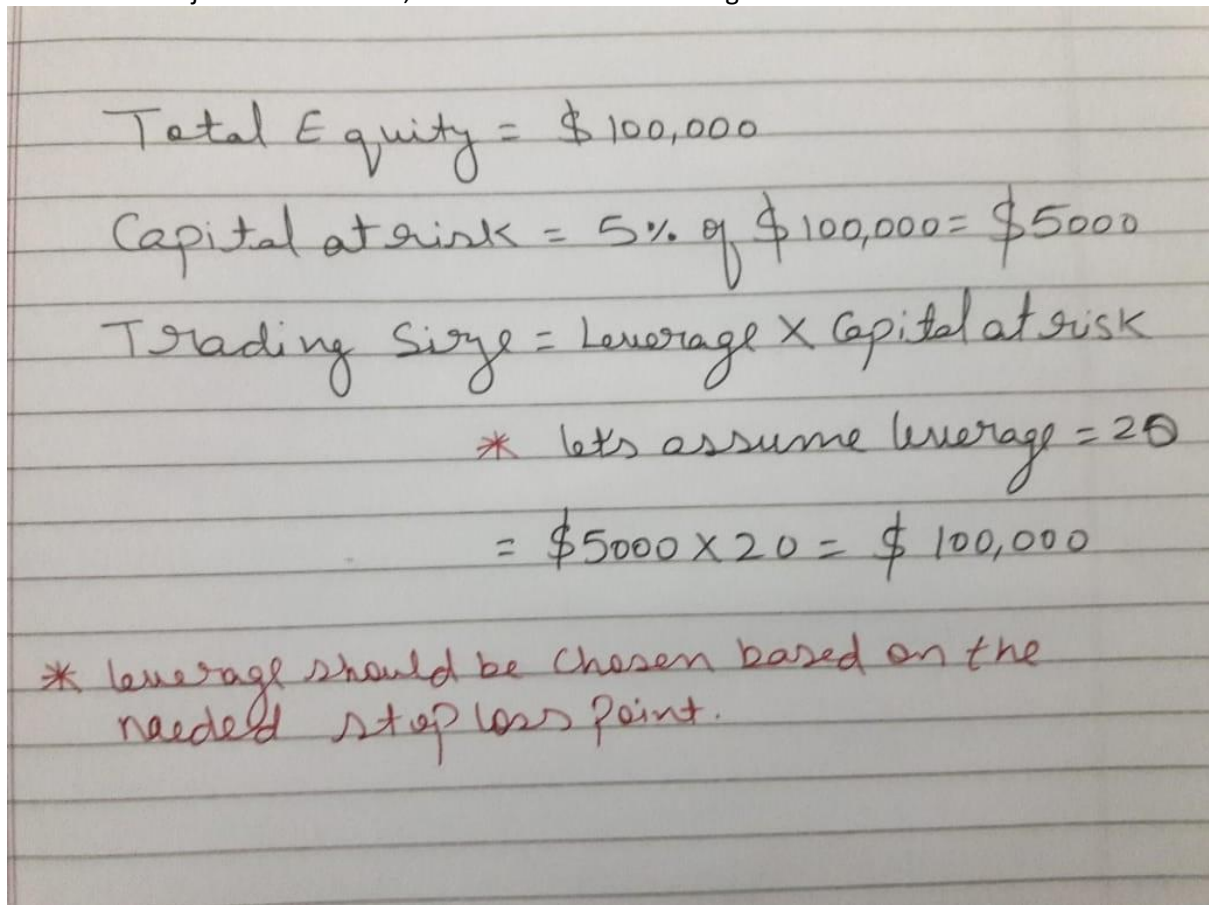 Total Equity = $100,000
Capital at risk = 5% of $100,000 = $5000
Trading Size = Leverage X Capital at risk
* lets assume leverage = 20
= $5000 X 20 = $ 100,000
* leverage should be chosen based on the
needed stop loss point.